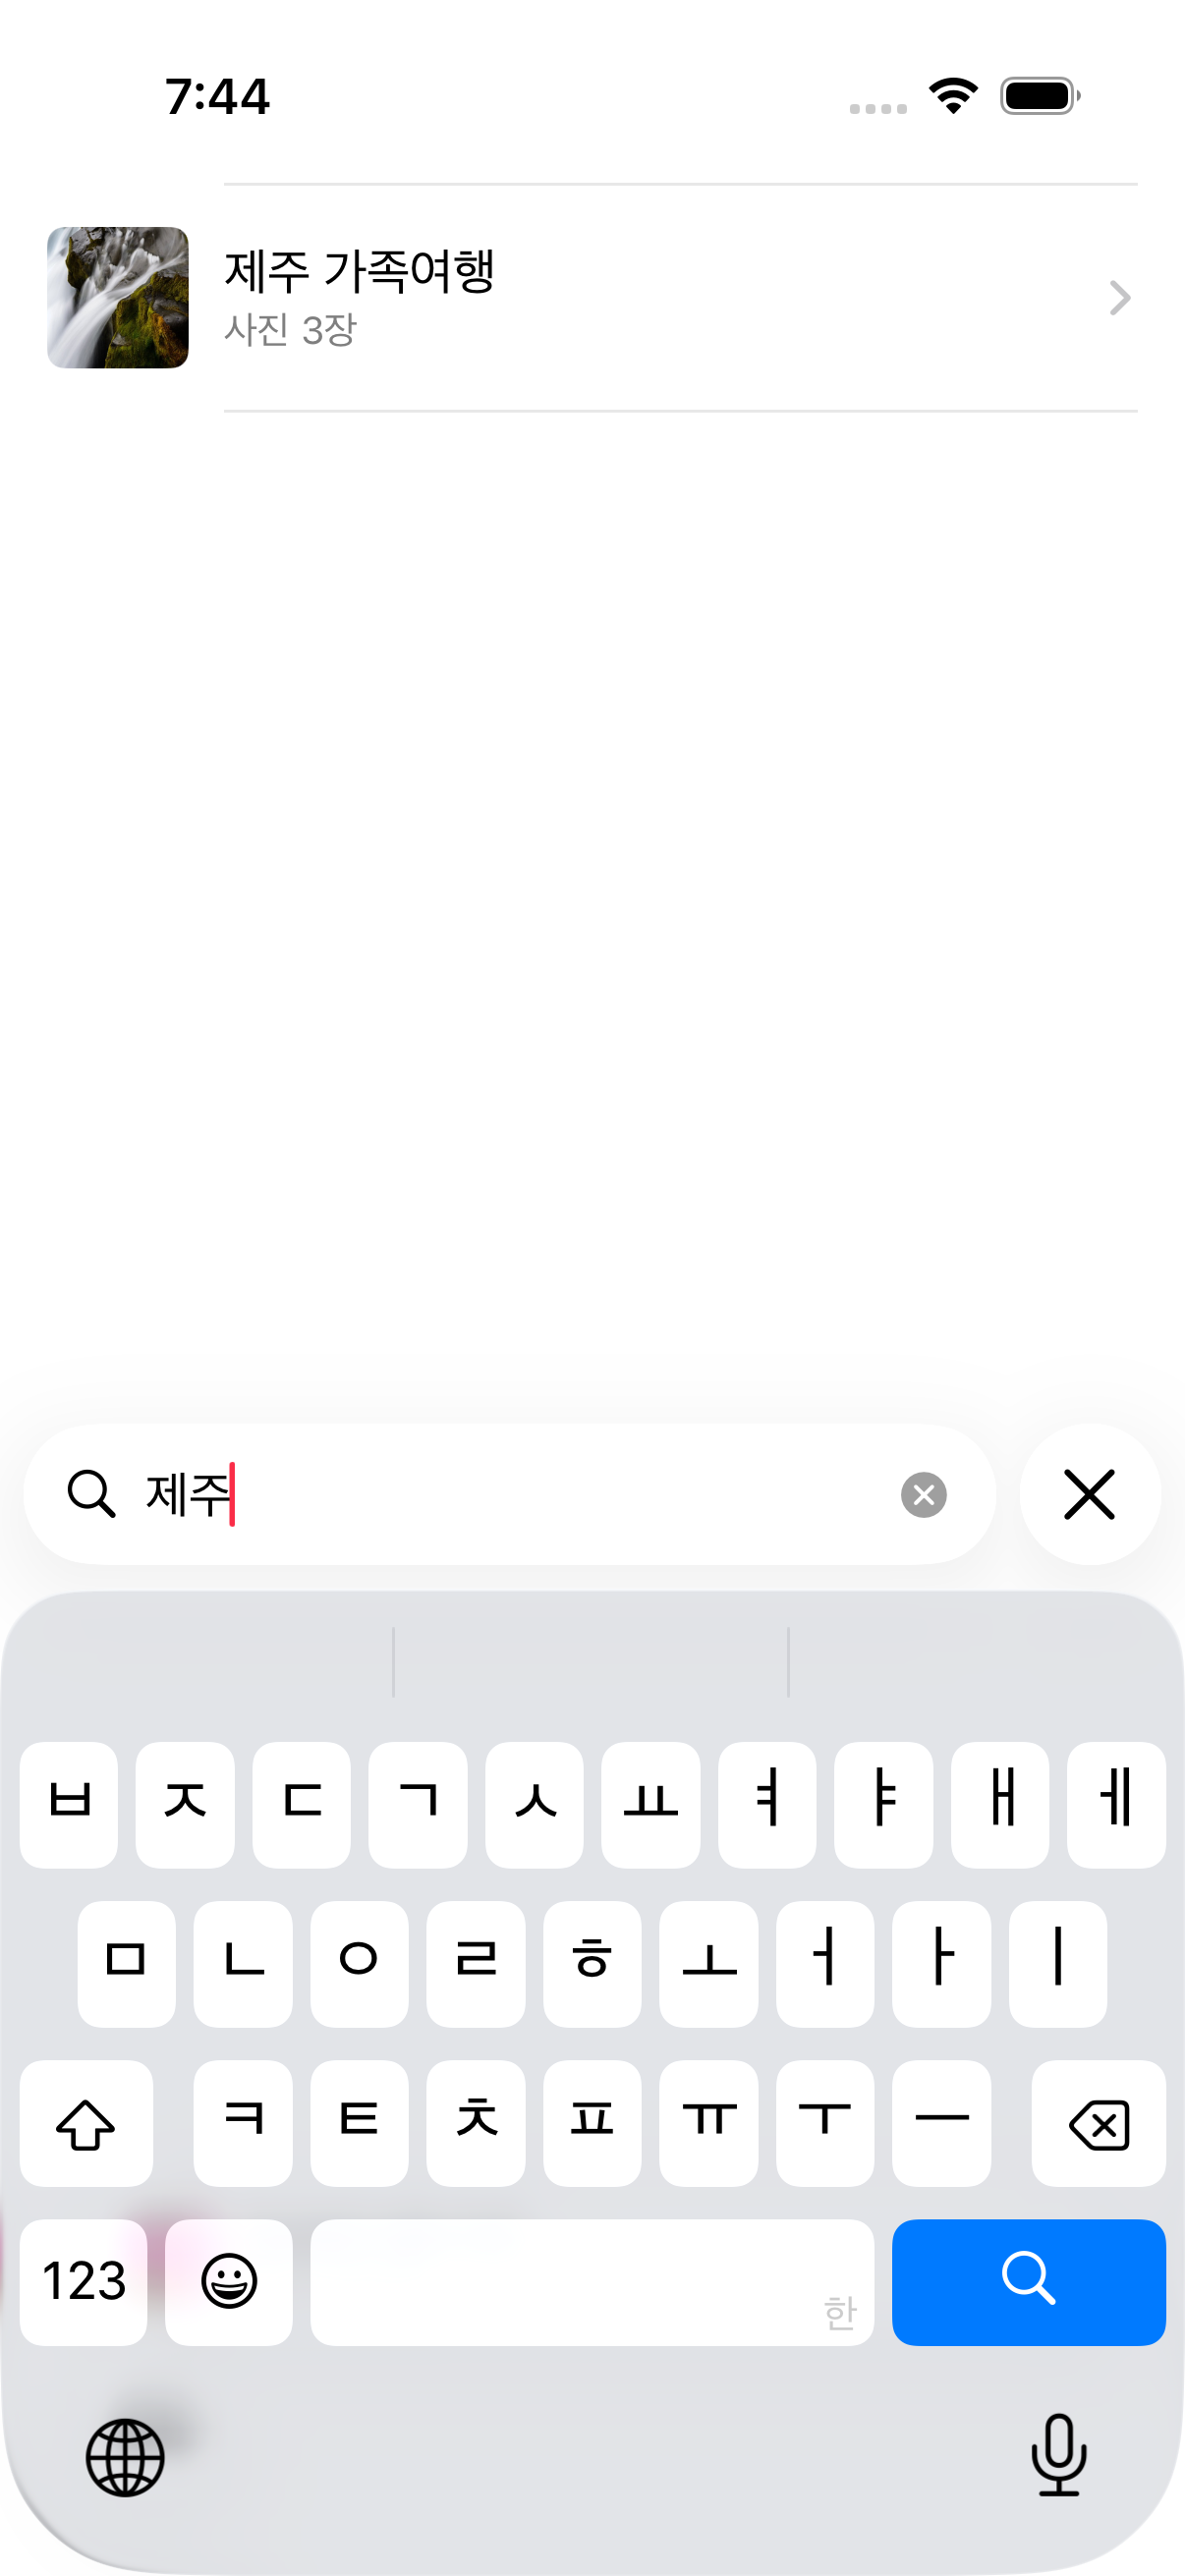 7:44
제주 가족여행
사진 3장
제주
ㅂ ㅈ ㄷ ㄱ ㅅ ㅛ ㅕ ㅑ ㅐ ㅔ
ㅁ ㄴ ㅇ ㄹ ㅎ ㅗ ㅓ ㅏ ㅣ
ㅋ ㅌ ㅊ ㅍ ㅠ ㅜ ㅡ
123
한